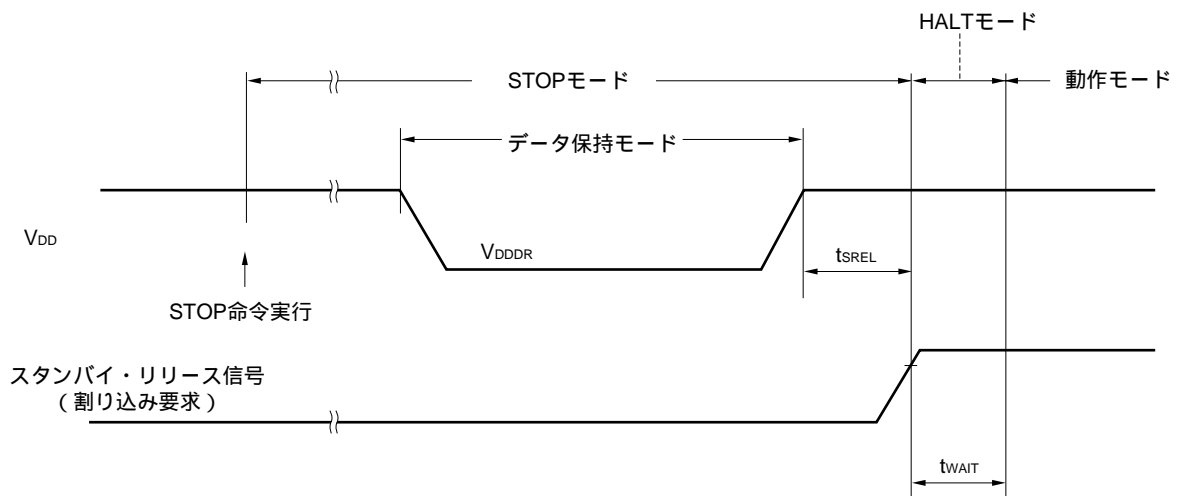 HALTモード
STOPモード
動作モード
データ保持モード
VDD
VDDDR
tSREL
STOP命令実行
スタンバイ・リリース信号
(割り込み要求)
tWAIT